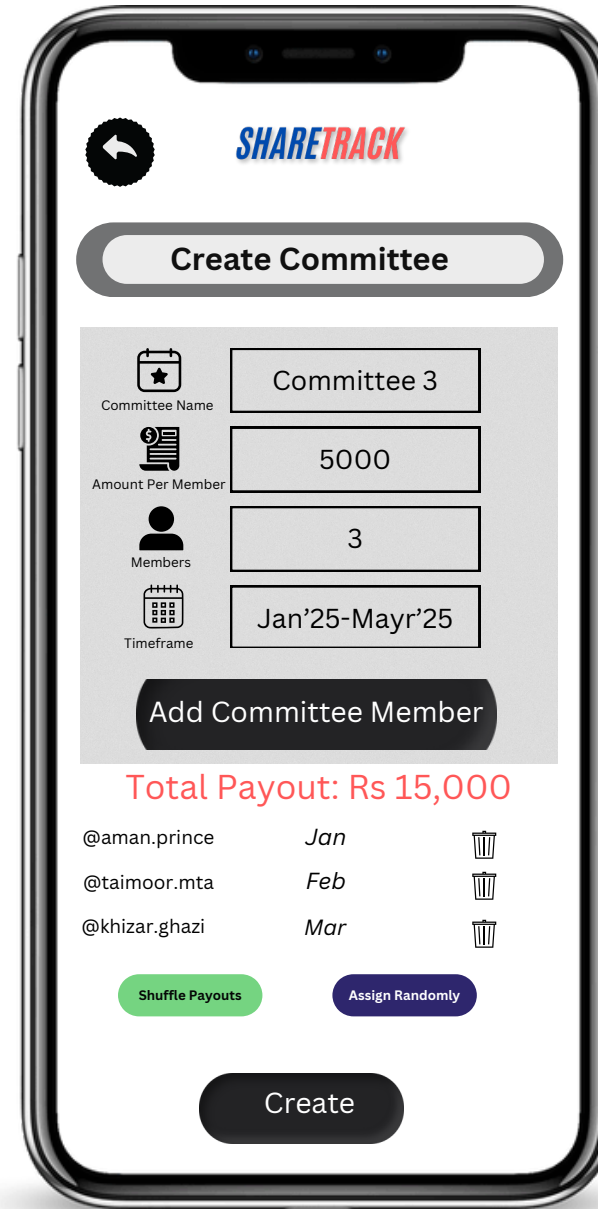 SHARETRACK
Create Committee
Committee Name
Committee 3
$
Amount Per Member
5000
Members
3
Timeframe
Jan’25-Mayr’25
Add Committee Member
Total Payout: Rs 15,000
@aman.prince Jan
@taimoor.mta Feb
@khizar.ghazi Mar
Shuffle Payouts Assign Randomly
Create